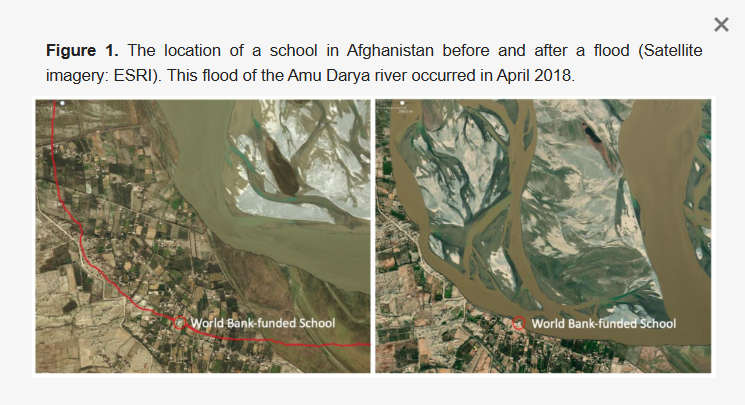 Figure 1. The location of a school in Afghanistan before and after a flood (Satellite
imagery: ESRI). This flood of the Amu Darya river occurred in April 2018.
World Bank-funded School
World Bank-funded School